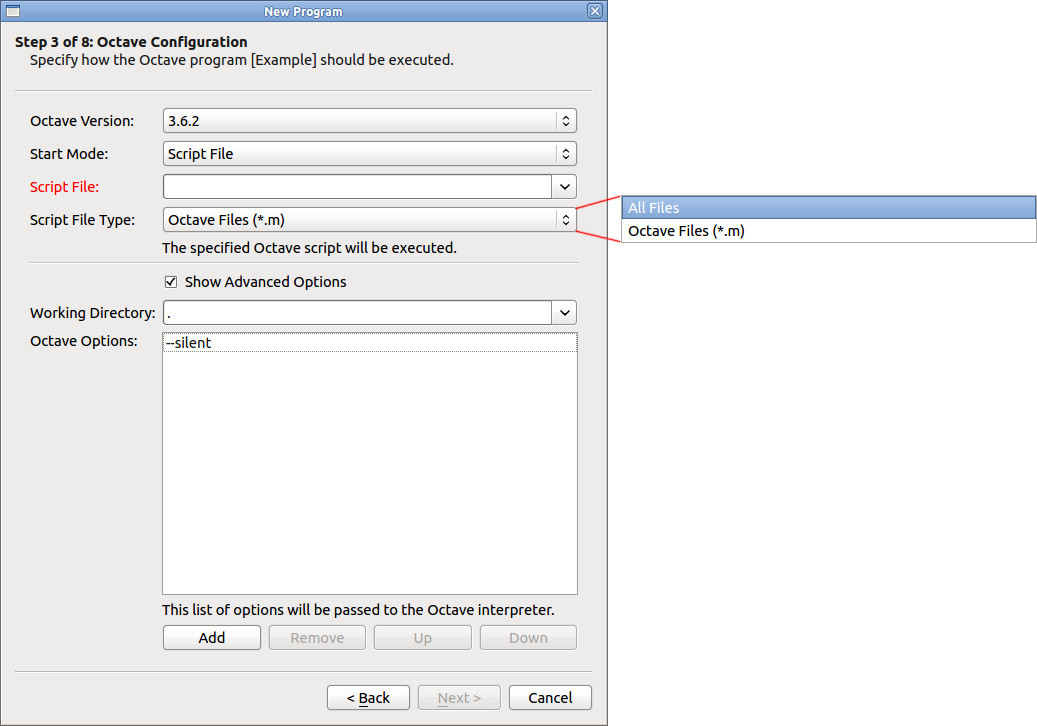 New Program
Step 3 of 8: Octave Configuration
Specify how the Octave program [Example] should be executed.
Octave Version: 3.6.2
Start Mode: Script File
Script File:
Script File Type: Octave Files (*.m)
All Files
Octave Files (*.m)
The specified Octave script will be executed.
Show Advanced Options
Working Directory: .
Octave Options: --silent
This list of options will be passed to the Octave interpreter.
Add Remove Up Down
< Back Next > Cancel